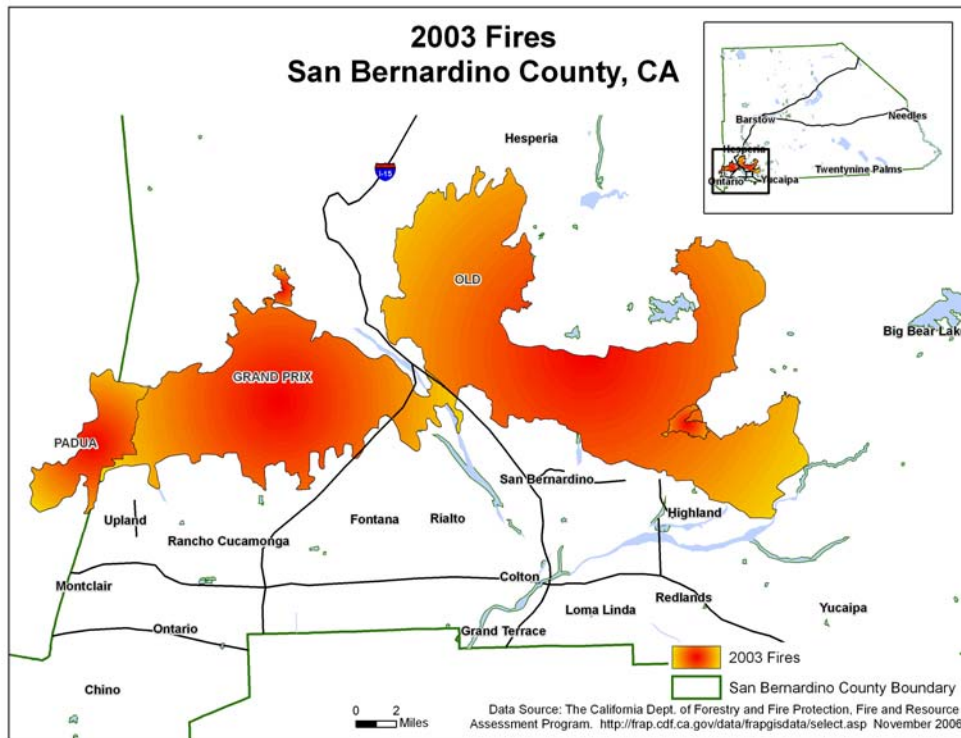 2003 Fires
San Bernardino County, CA
Barstow
Needles
Hesperia
Twentynine Palms
Ontario
Yucaipa
Hesperia
I-15
OLD
Big Bear Lake
GRAND PRIX
PADUA
San Bernardino
Upland
Fontana
Rialto
Highland
Rancho Cucamonga
Colton
Montclair
Loma Linda
Redlands
Yucaipa
Ontario
Grand Terrace
2003 Fires
Chino
San Bernardino County Boundary
0 2
Miles
Data Source: The California Dept. of Forestry and Fire Protection, Fire and Resource
Assessment Program. http://frap.cdf.ca.gov/data/frapgisdata/select.asp November 2006